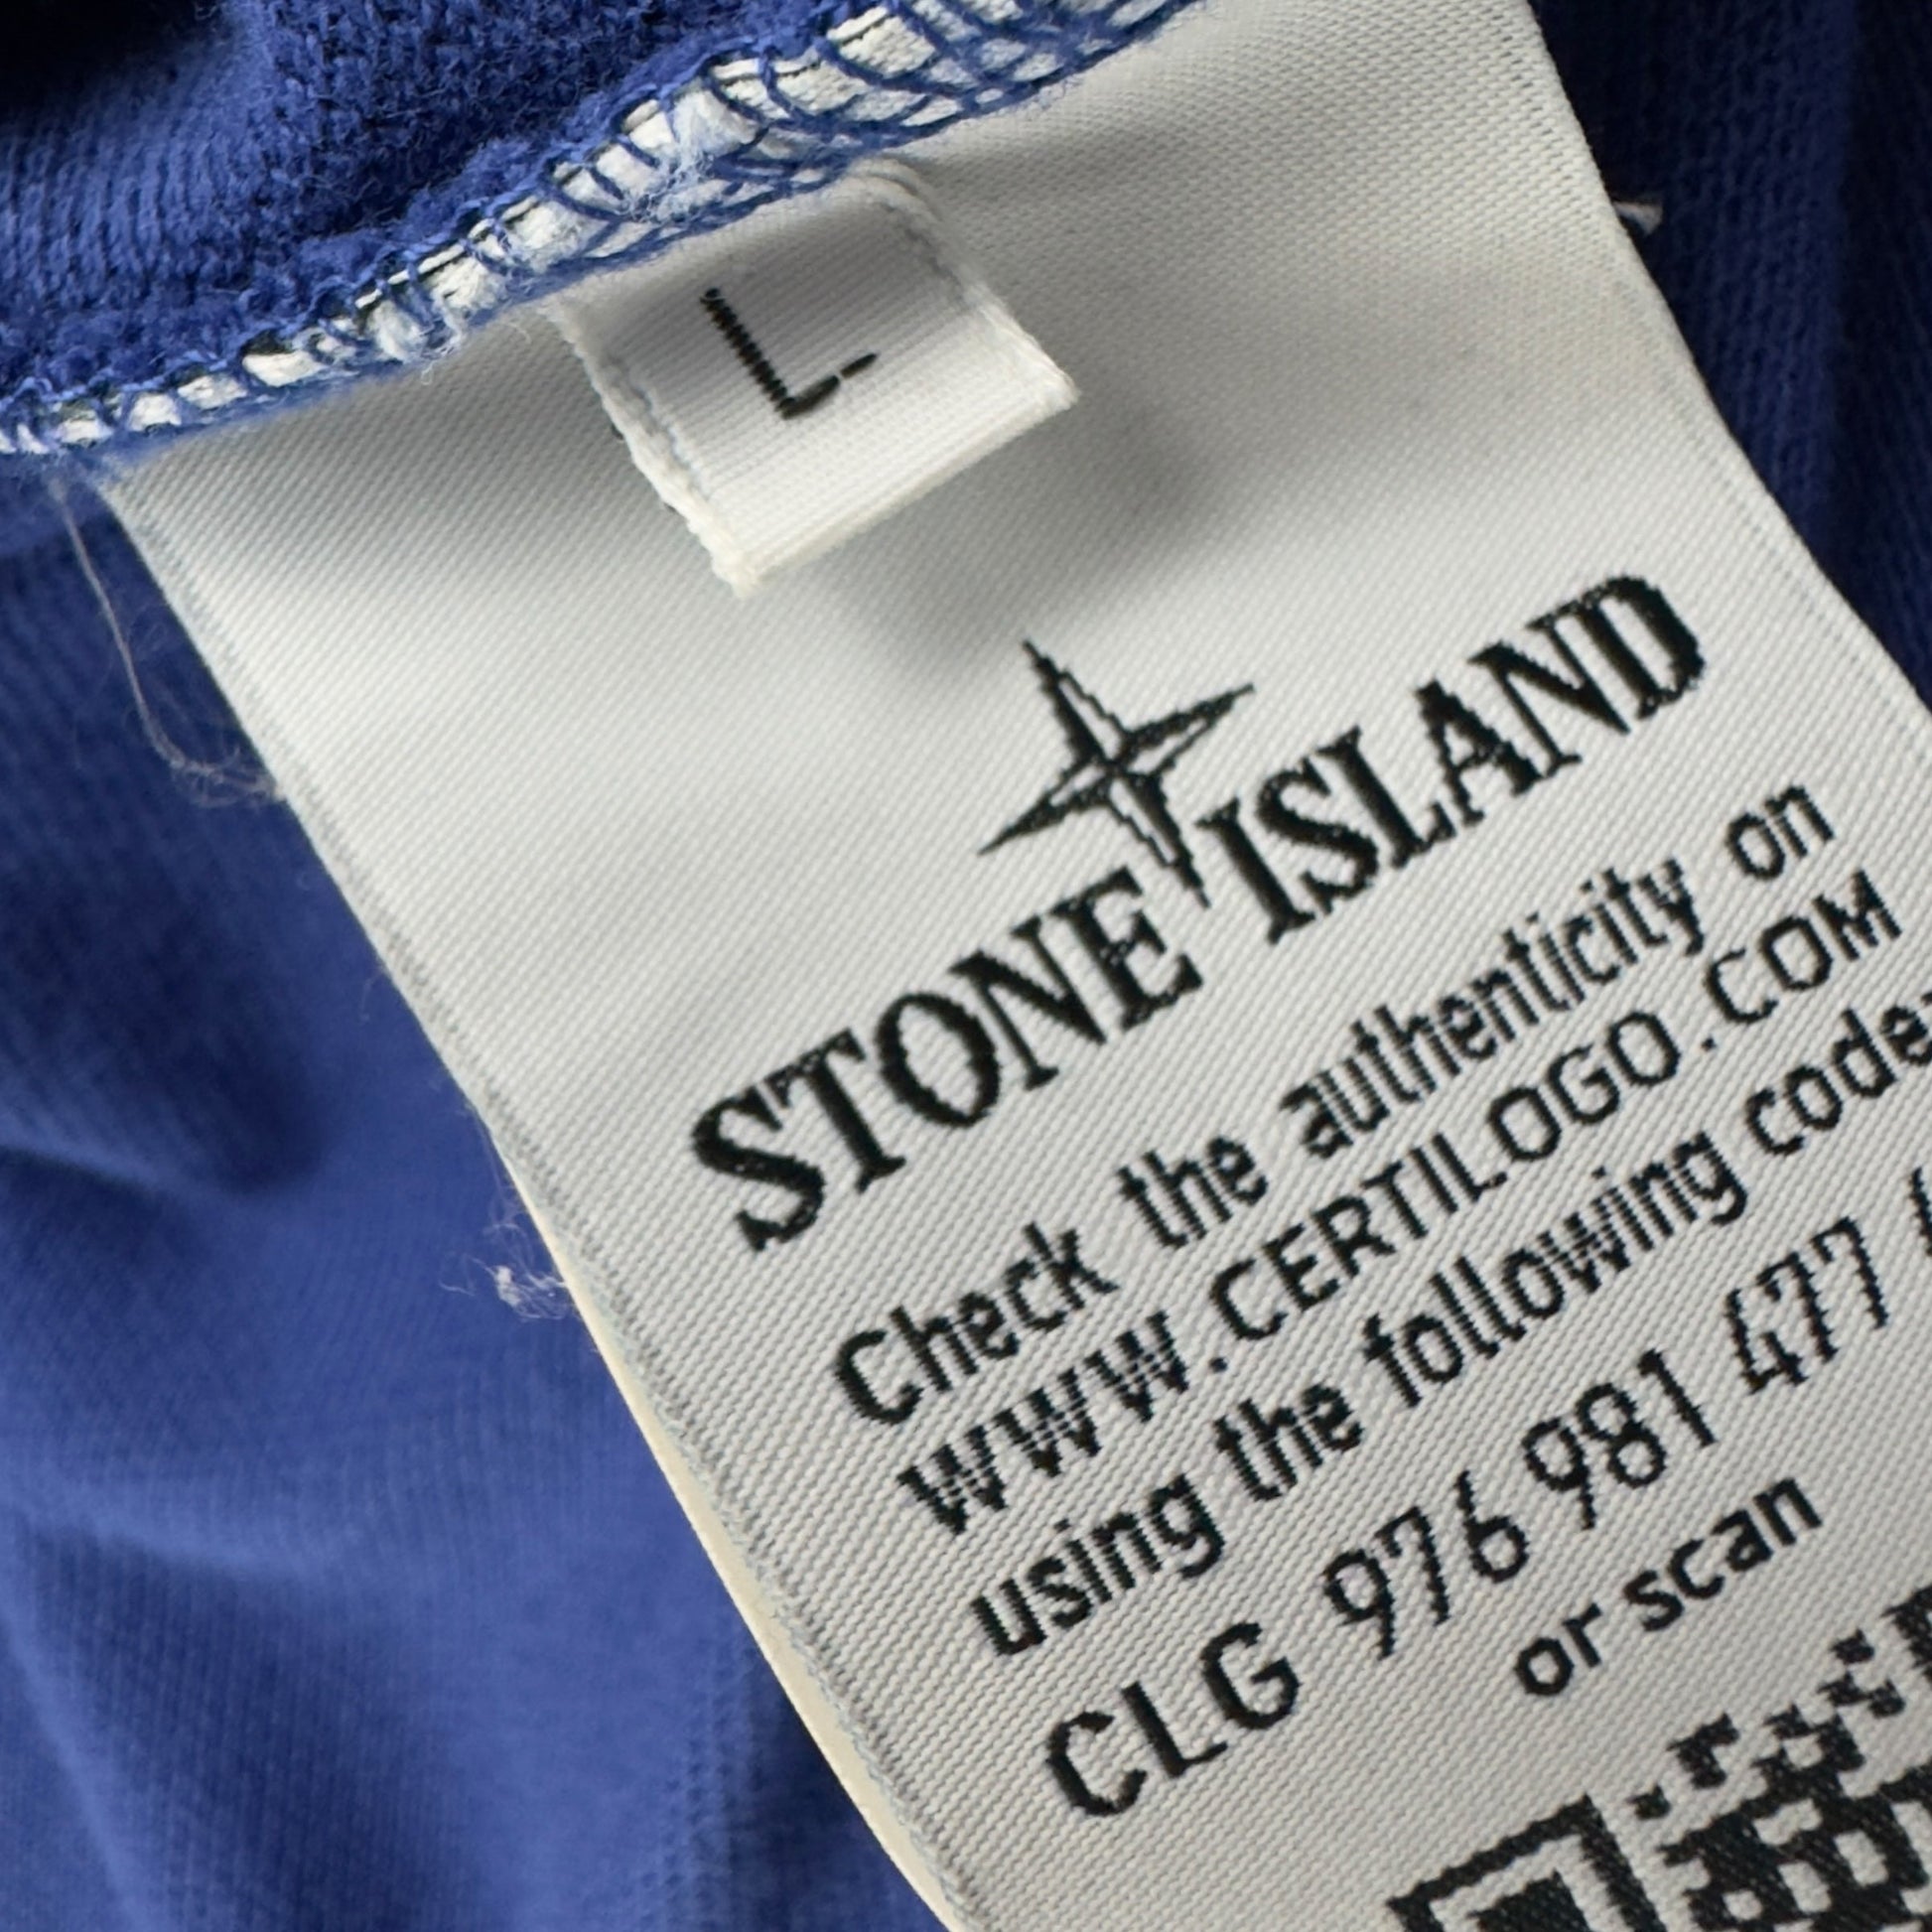 L
STONE ISLAND
Check the authenticity on
WWW.CERTILOGO.COM
using the following code
CLG 976 981 477
or scan